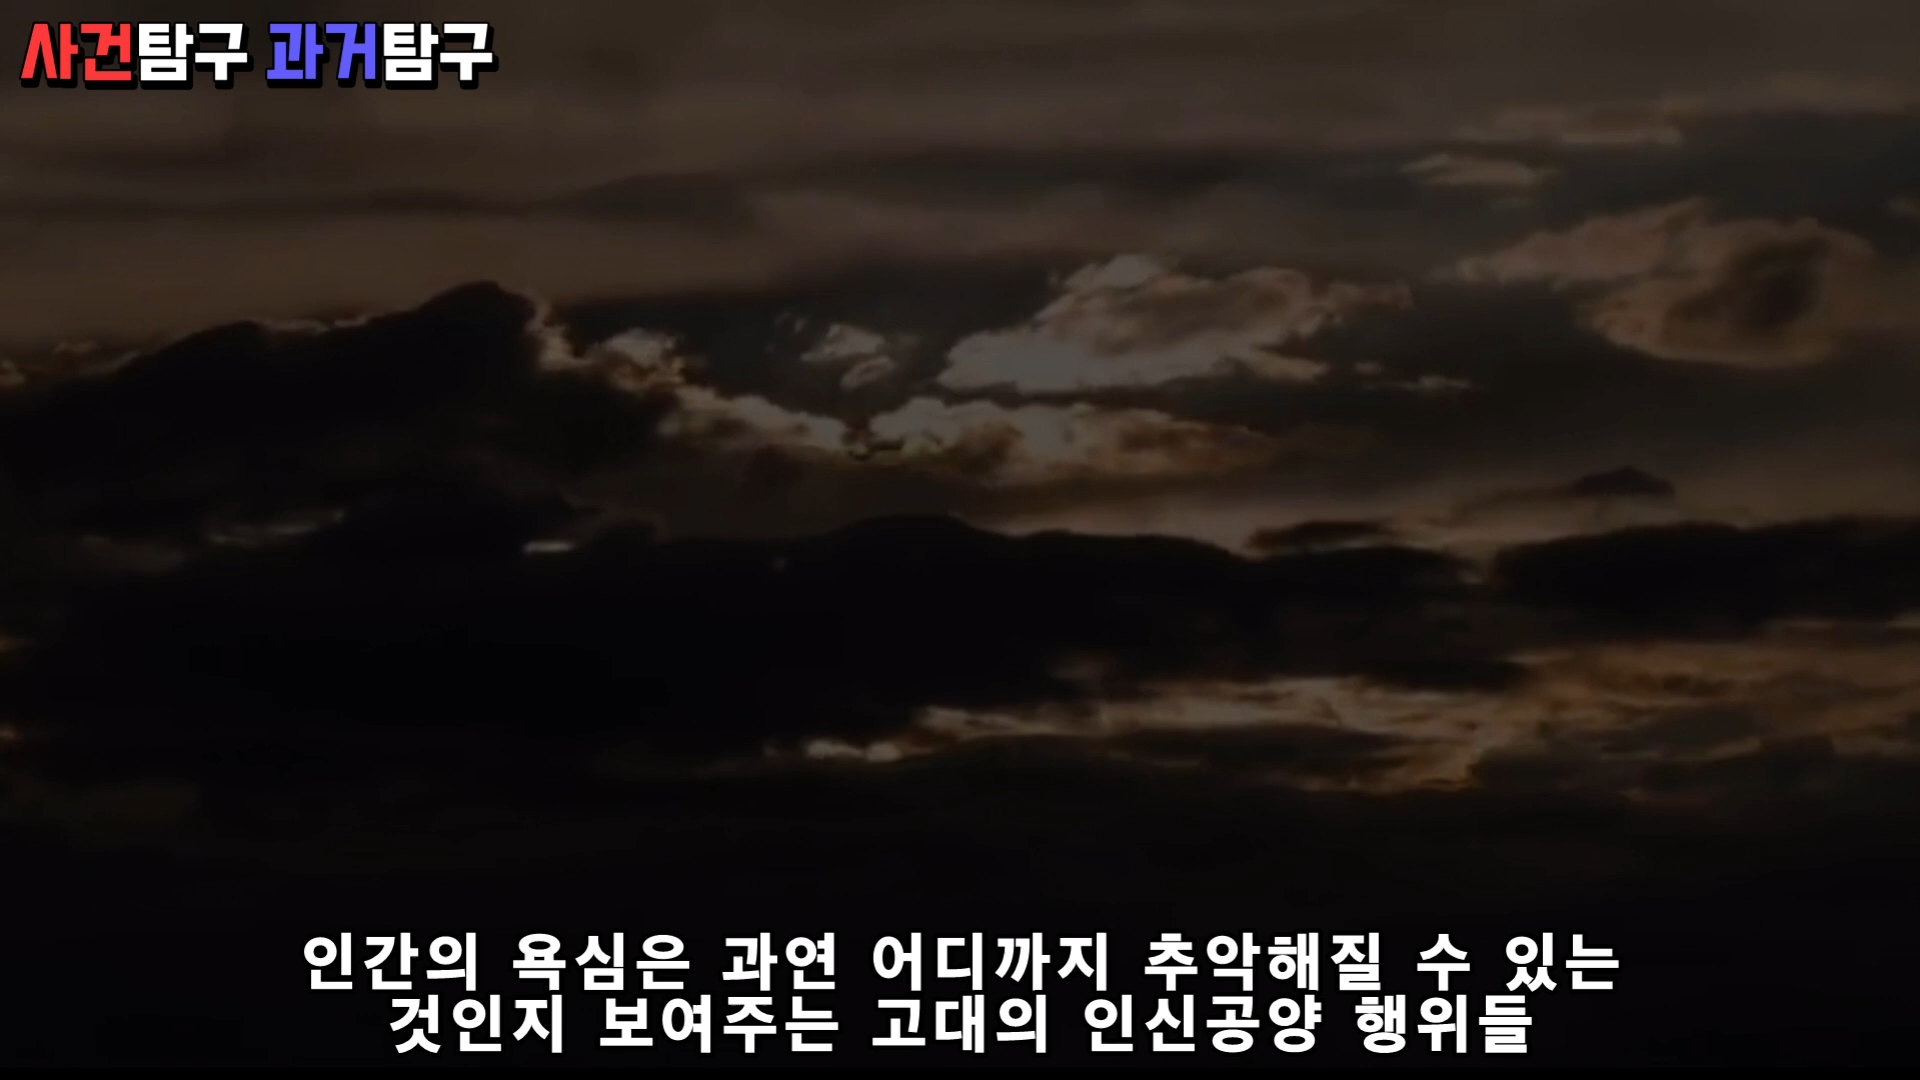 사건탐구 과거탐구
인간의 욕심은 과연 어디까지 추악해질 수 있는
것인지 보여주는 고대의 인신공양 행위들